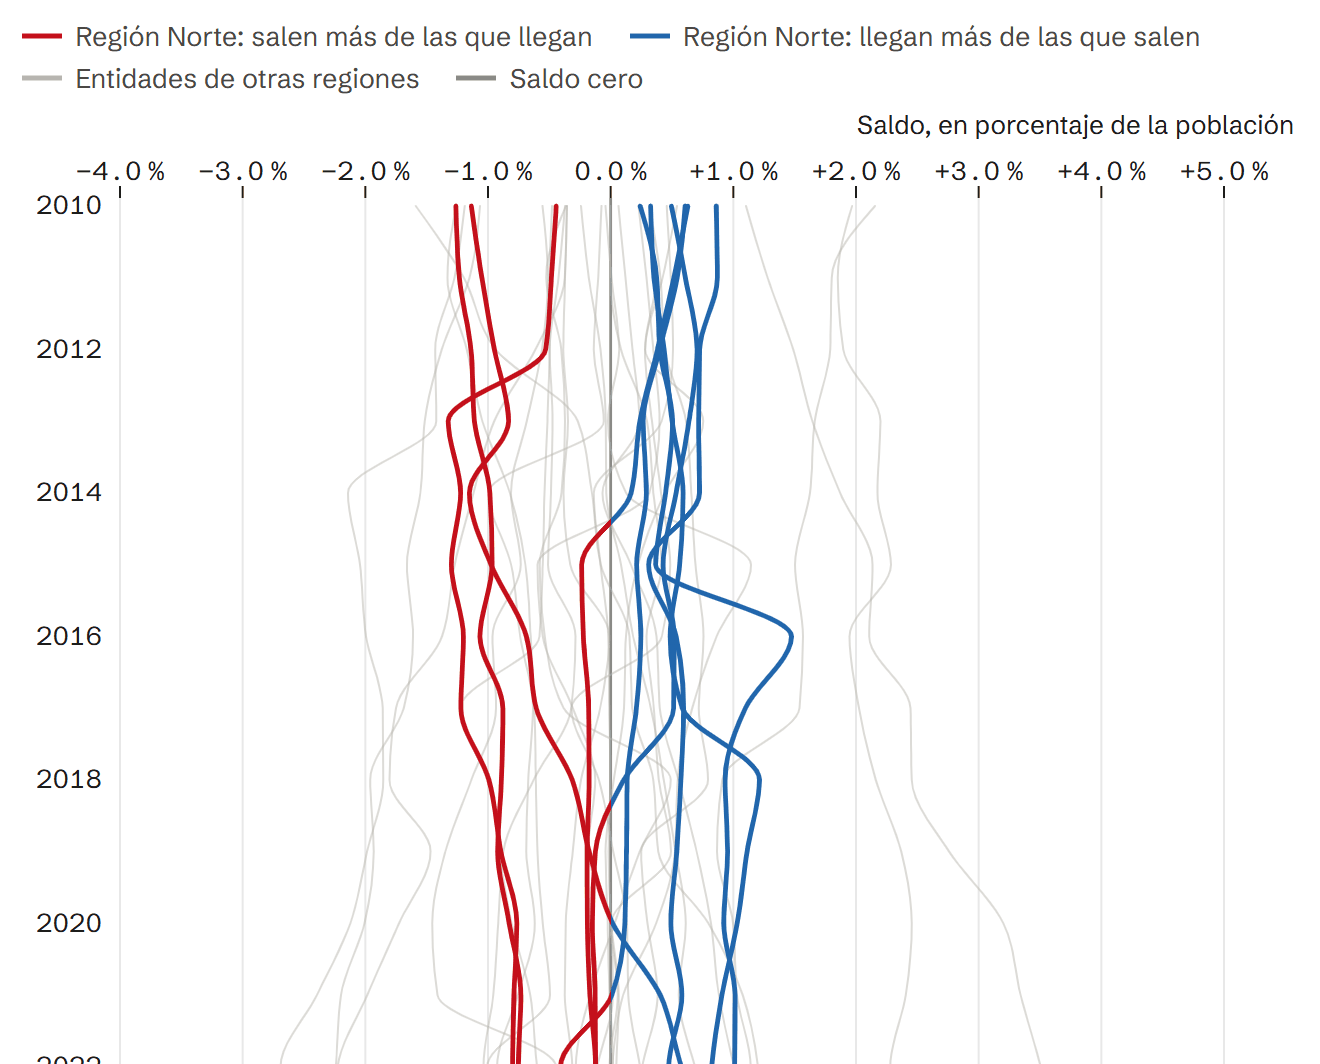 Región Norte: salen más de las que llegan Región Norte: llegan más de las que salen
Entidades de otras regiones Saldo cero
Saldo, en porcentaje de la población
−4.0 % −3.0 % −2.0 % −1.0 % 0.0 % +1.0 % +2.0 % +3.0 % +4.0 % +5.0 %
2010
2012
2014
2016
2018
2020